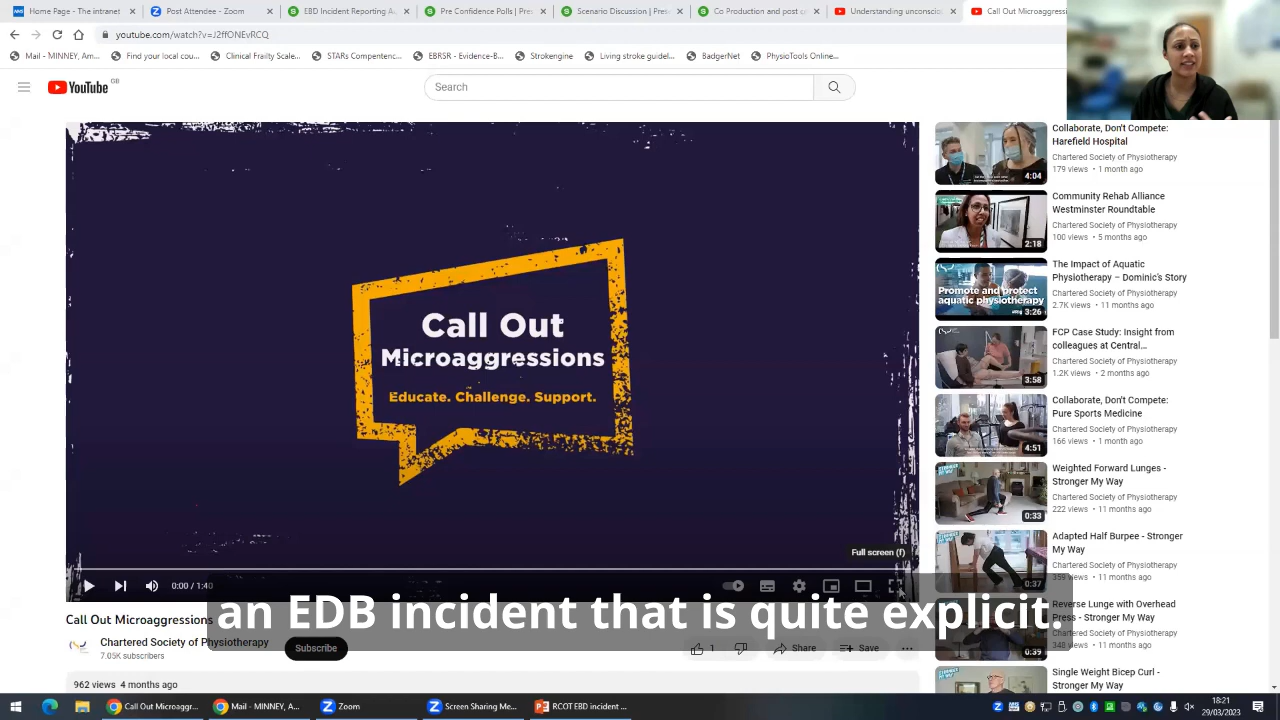 Home Page - The intranet
Post Attendee - Zoom
EBD Incident Reporting A
Pre Confidence Polls | Pres
Scenario Discussion | Prese
Production and post.co
Understanding unconscio
Call Out Microaggress
youtube.com/watch?v=J2ffONEvRCQ
Mail - MINNEY, Am...
Find your local cou...
Clinical Frailty Scale...
STARs Competenc...
EBRSR - Evidence...
Strokengine
Living stroke guidel...
BadgerNet
PhysioTools Online...
YouTube GB
Search
Call Out
Microaggressions
Educate. Challenge. Support.
Full screen (f)
0:00 / 1:40
an EDB incident that is quite explicit.
Call Out Microaggressions
Chartered Society of Physiotherapy
7.05K subscribers
Subscribe
1
Share
Save
962 views 4 months ago
Collaborate, Don't Compete:
Harefield Hospital
Chartered Society of Physiotherapy
179 views • 1 month ago
4:04
Community Rehab Alliance
Westminster Roundtable
Chartered Society of Physiotherapy
100 views • 5 months ago
2:18
The Impact of Aquatic
Physiotherapy – Dominic's Story
Chartered Society of Physiotherapy
2.7K views • 11 months ago
Promote and protect
aquatic physiotherapy
3:26
FCP Case Study: Insight from
colleagues at Central...
Chartered Society of Physiotherapy
1.2K views • 2 months ago
3:58
Collaborate, Don't Compete:
Pure Sports Medicine
Chartered Society of Physiotherapy
166 views • 1 month ago
4:51
Weighted Forward Lunges -
Stronger My Way
Chartered Society of Physiotherapy
222 views • 11 months ago
0:33
Adapted Half Burpee - Stronger
My Way
Chartered Society of Physiotherapy
359 views • 11 months ago
0:37
Reverse Lunge with Overhead
Press - Stronger My Way
Chartered Society of Physiotherapy
348 views • 11 months ago
0:39
Single Weight Bicep Curl -
Stronger My Way
Call Out Microaggr...
Mail - MINNEY, A...
Zoom
Screen Sharing Me...
RCOT EBD incident ...
18:21
29/03/2023